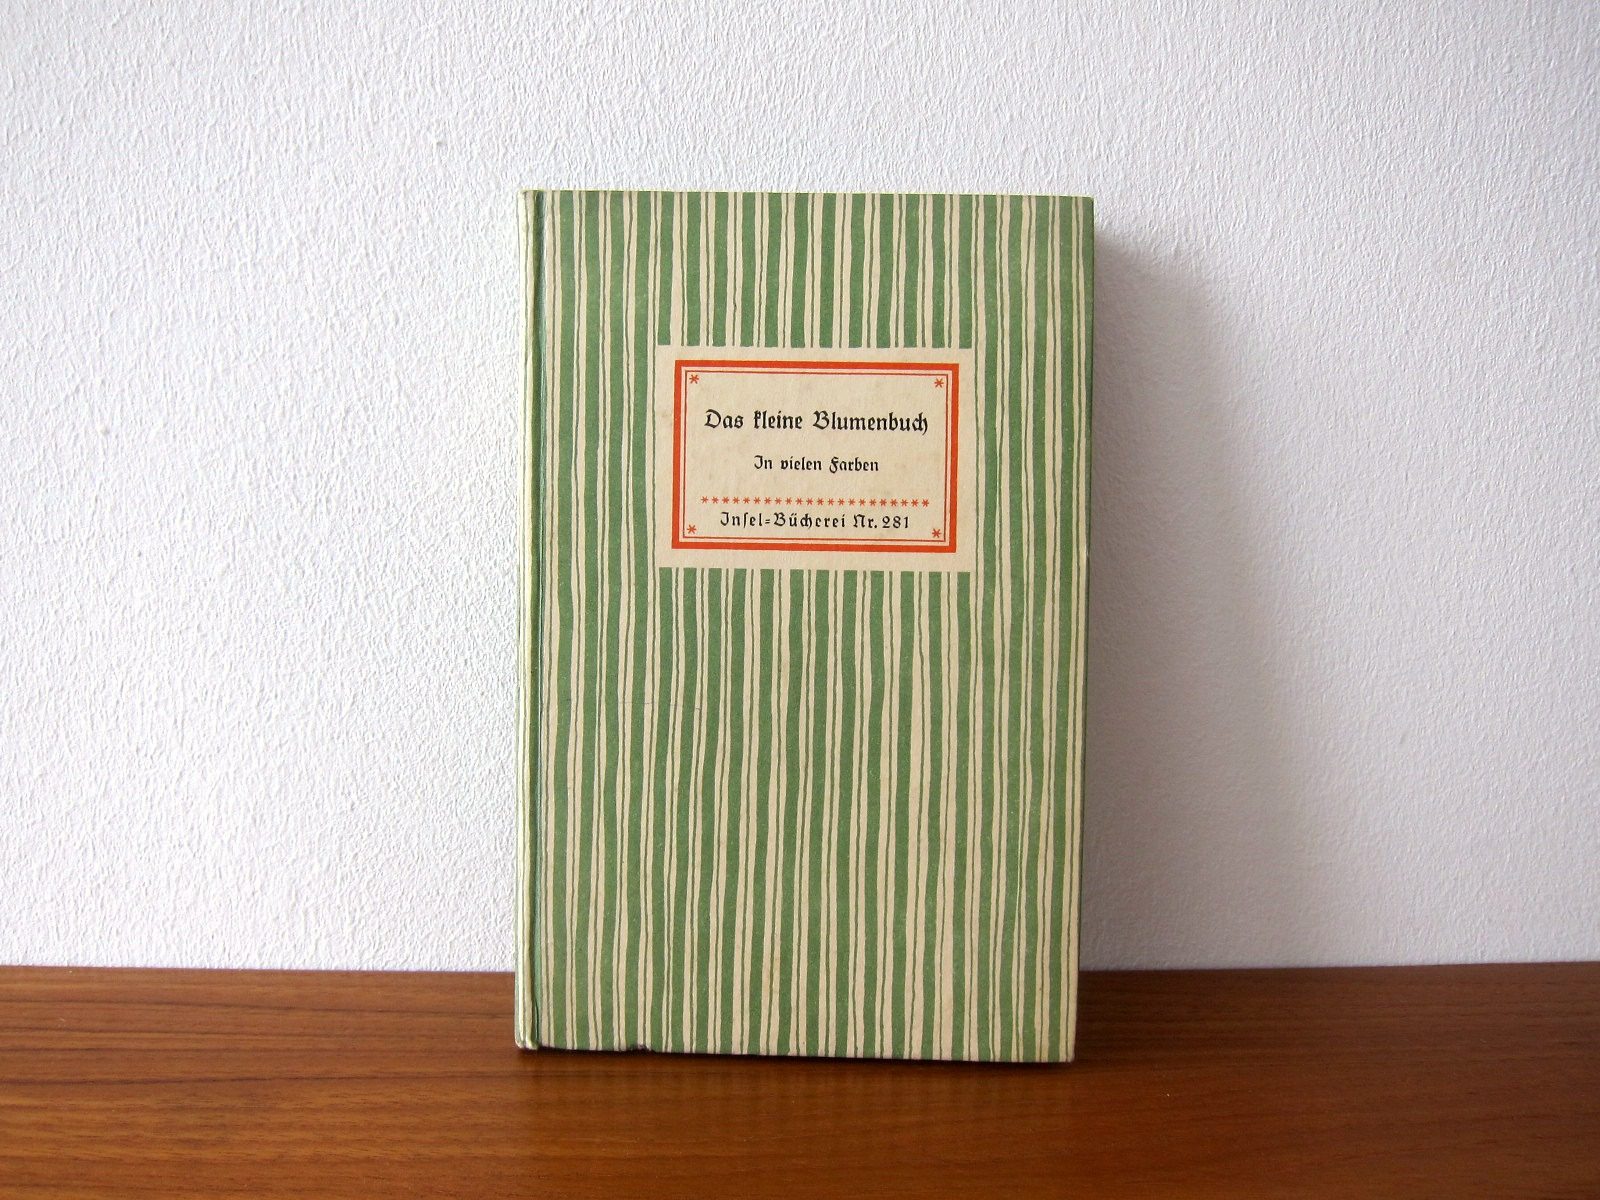 Das kleine Blumenbuch
In vielen Farben
Inſel-Bücherei Nr. 281